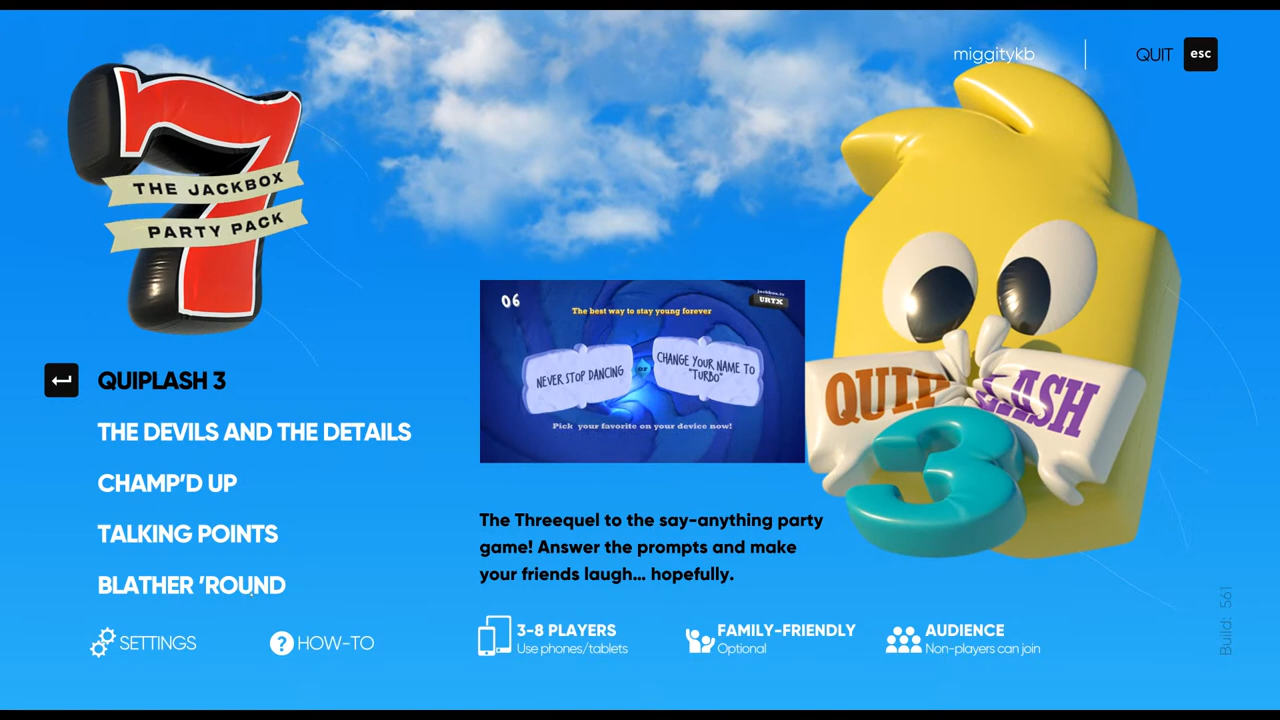 miggitykb
QUIT esc
THE JACKBOX
PARTY PACK
06
jackbox.tv
URTX
The best way to stay young forever
NEVER STOP DANCING
or
CHANGE YOUR NAME TO
"TURBO"
Pick your favorite on your device now!
QUIPLASH
3
QUIPLASH 3
THE DEVILS AND THE DETAILS
CHAMP'D UP
TALKING POINTS
BLATHER 'ROUND
The Threequel to the say-anything party
game! Answer the prompts and make
your friends laugh... hopefully.
SETTINGS
? HOW-TO
3-8 PLAYERS
Use phones/tablets
FAMILY-FRIENDLY
Optional
AUDIENCE
Non-players can join
Build: 561